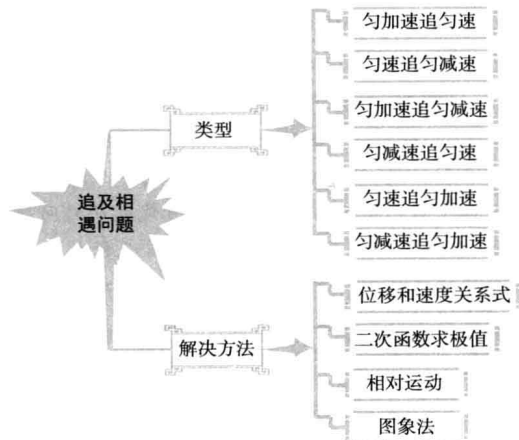 追及相
遇问题
类型
匀加速追匀速
匀速追匀减速
匀加速追匀减速
匀减速追匀速
匀速追匀加速
匀减速追匀加速
解决方法
位移和速度关系式
二次函数求极值
相对运动
图象法